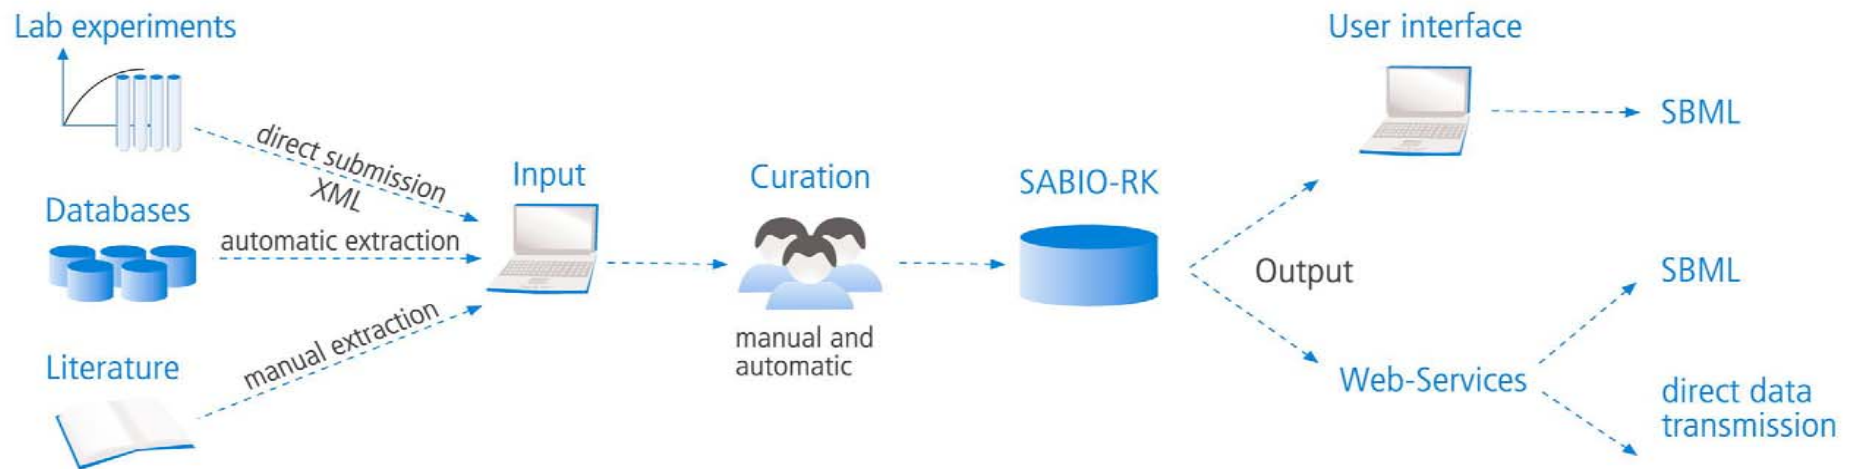 Lab experiments
direct submission
XML
Databases
automatic extraction
Literature
manual extraction
Input
Curation
manual and
automatic
SABIO-RK
Output
User interface
SBML
Web-Services
SBML
direct data
transmission